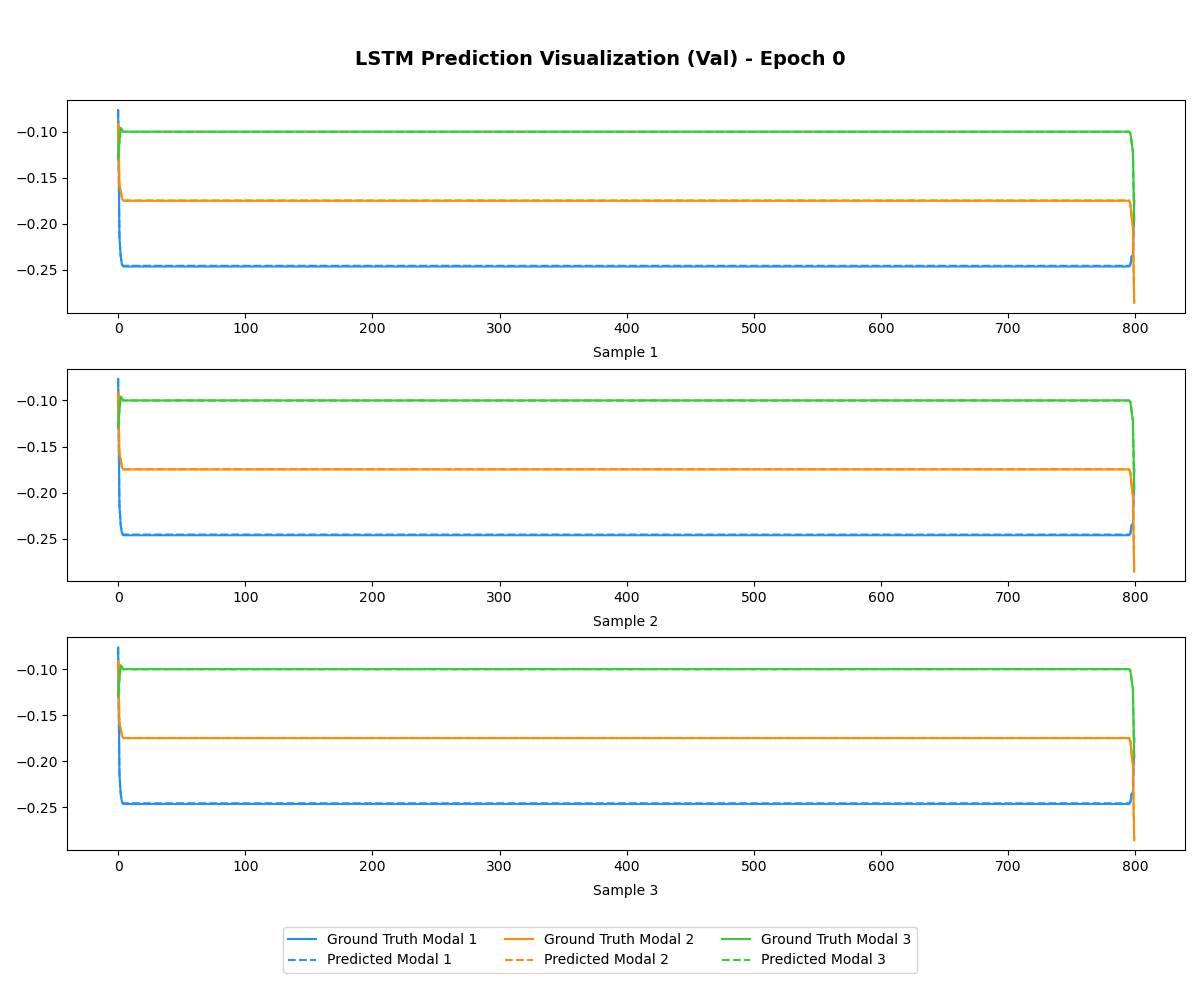 LSTM Prediction Visualization (Val) - Epoch 0
−0.10
−0.15
−0.20
−0.25
0 100 200 300 400 500 600 700 800
Sample 1
−0.10
−0.15
−0.20
−0.25
0 100 200 300 400 500 600 700 800
Sample 2
−0.10
−0.15
−0.20
−0.25
0 100 200 300 400 500 600 700 800
Sample 3
Ground Truth Modal 1 Ground Truth Modal 2 Ground Truth Modal 3
Predicted Modal 1 Predicted Modal 2 Predicted Modal 3